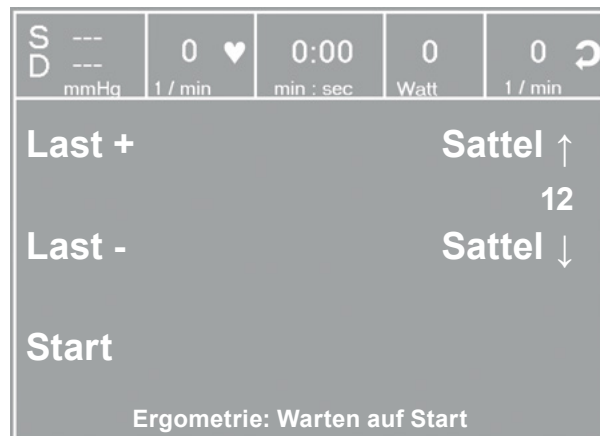 S --- 0 ♥ 0:00 0 0
D ---
mmHg 1 / min min : sec Watt 1 / min
Last + Sattel ↑
12
Last - Sattel ↓
Start
Ergometrie: Warten auf Start